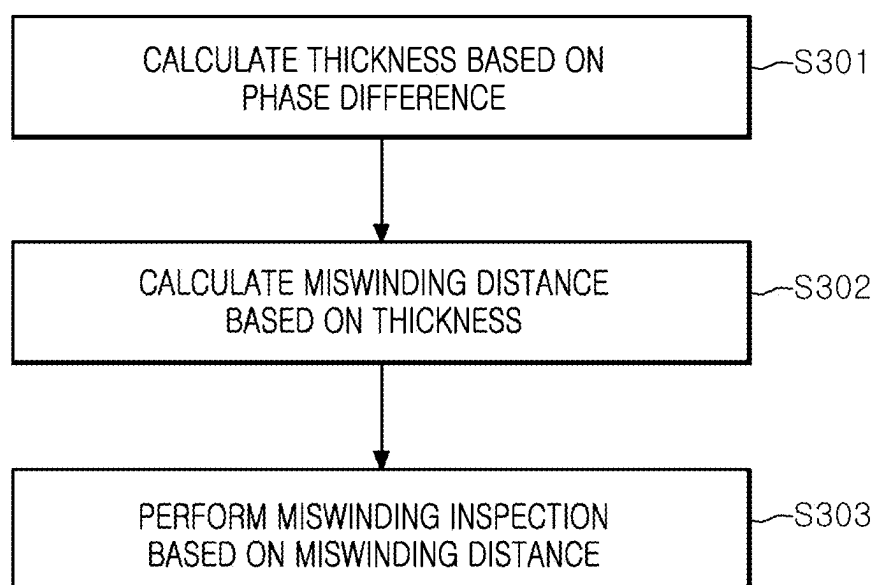 CALCULATE THICKNESS BASED ON
PHASE DIFFERENCE
S301
CALCULATE MISWINDING DISTANCE
BASED ON THICKNESS
S302
PERFORM MISWINDING INSPECTION
BASED ON MISWINDING DISTANCE
S303